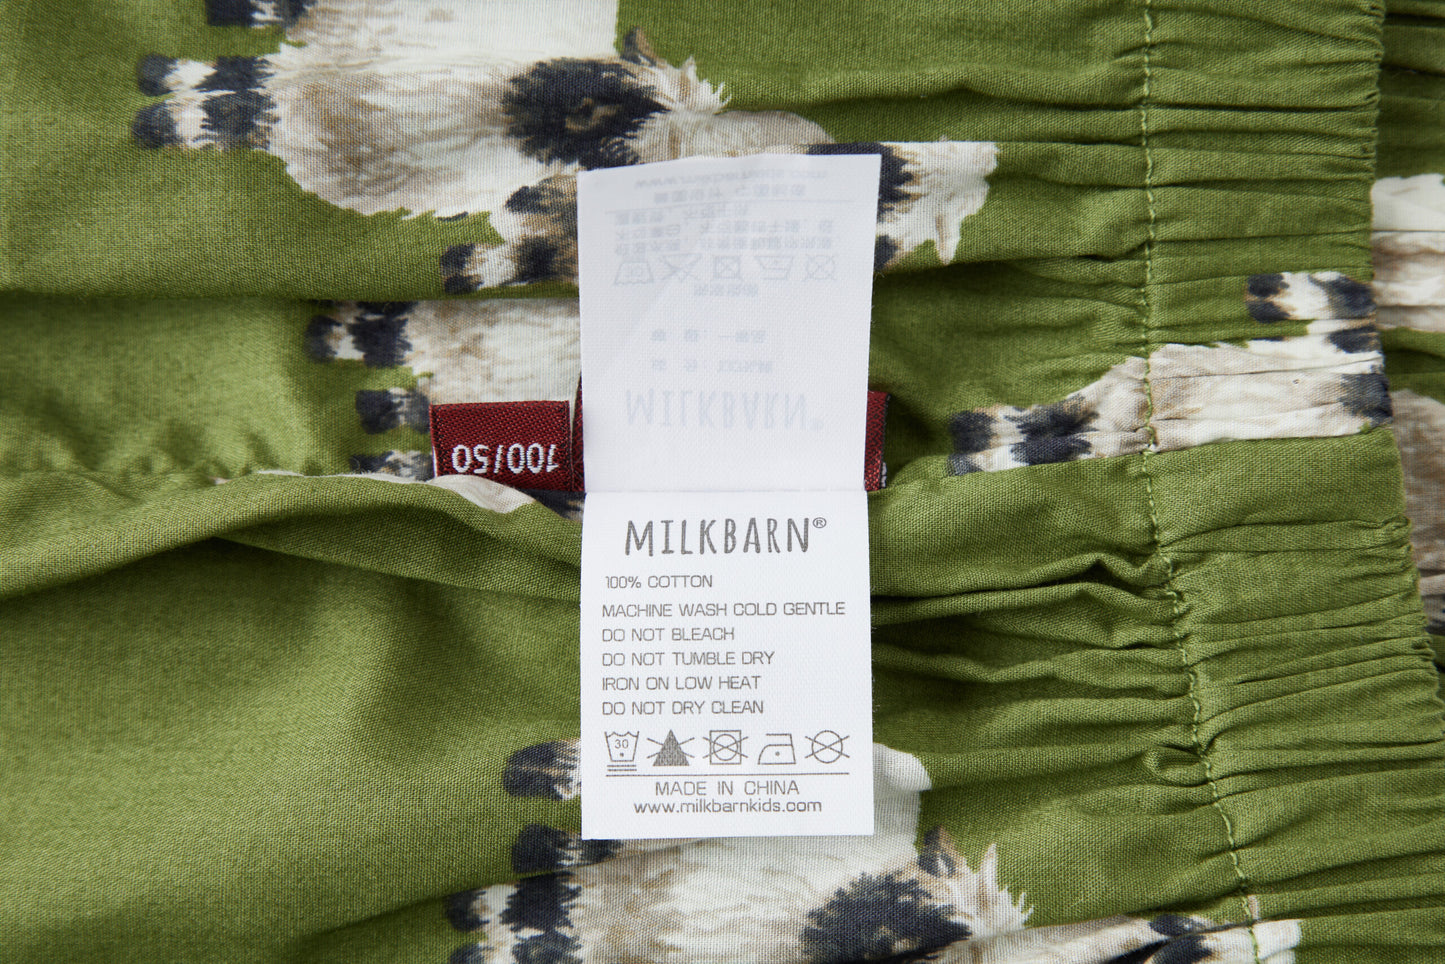 100/50
MILKBARN®
100% COTTON
MACHINE WASH COLD GENTLE
DO NOT BLEACH
DO NOT TUMBLE DRY
IRON ON LOW HEAT
DO NOT DRY CLEAN
30
MADE IN CHINA
www.milkbarnkids.com